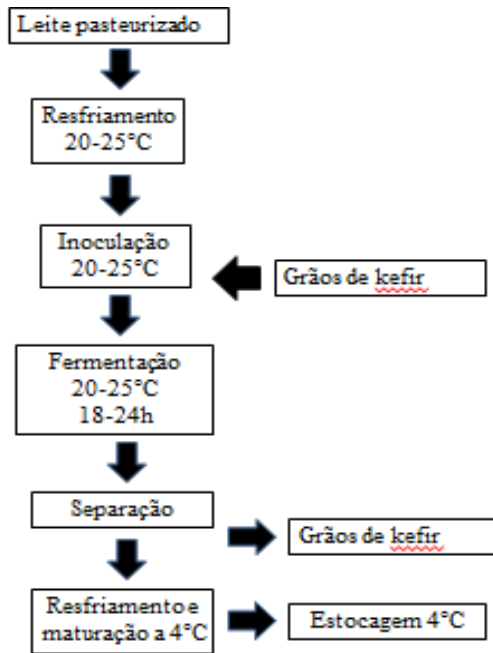 Leite pasteurizado
Resfriamento
20-25°C
Inoculação
20-25°C
Grãos de kefir
Fermentação
20-25°C
18-24h
Separação
Grãos de kefir
Resfriamento e
maturação a 4°C
Estocagem 4°C